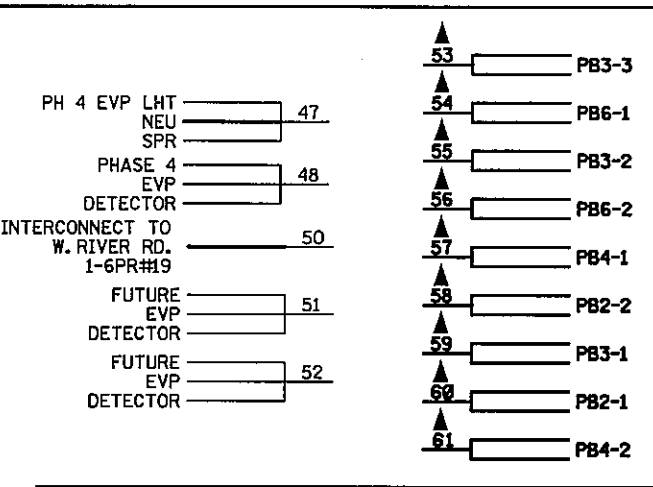 PH 4 EVP LHT
NEU
SPR
47
PHASE 4
EVP
DETECTOR
48
INTERCONNECT TO
W. RIVER RD.
1-6PR#19
50
FUTURE
EVP
DETECTOR
51
FUTURE
EVP
DETECTOR
52
53 PB3-3
54 PB6-1
55 PB3-2
56 PB6-2
57 PB4-1
58 PB2-2
59 PB3-1
60 PB2-1
61 PB4-2